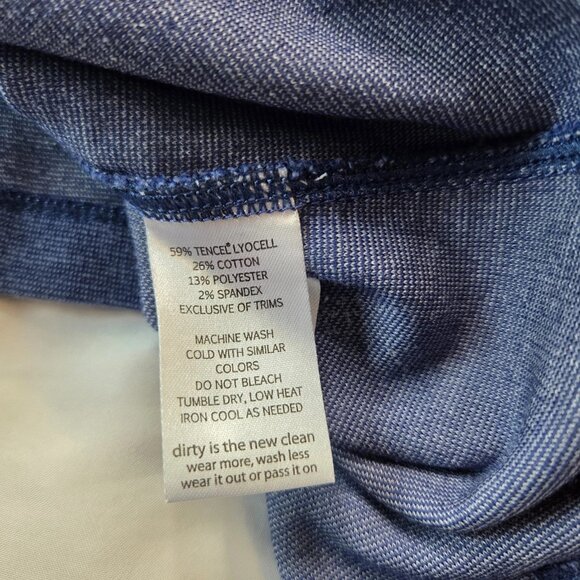 59% TENCEL® LYOCELL
26% COTTON
13% POLYESTER
2% SPANDEX
EXCLUSIVE OF TRIMS
MACHINE WASH
COLD WITH SIMILAR
COLORS
DO NOT BLEACH
TUMBLE DRY, LOW HEAT
IRON COOL AS NEEDED
dirty is the new clean
wear more, wash less
wear it out or pass it on